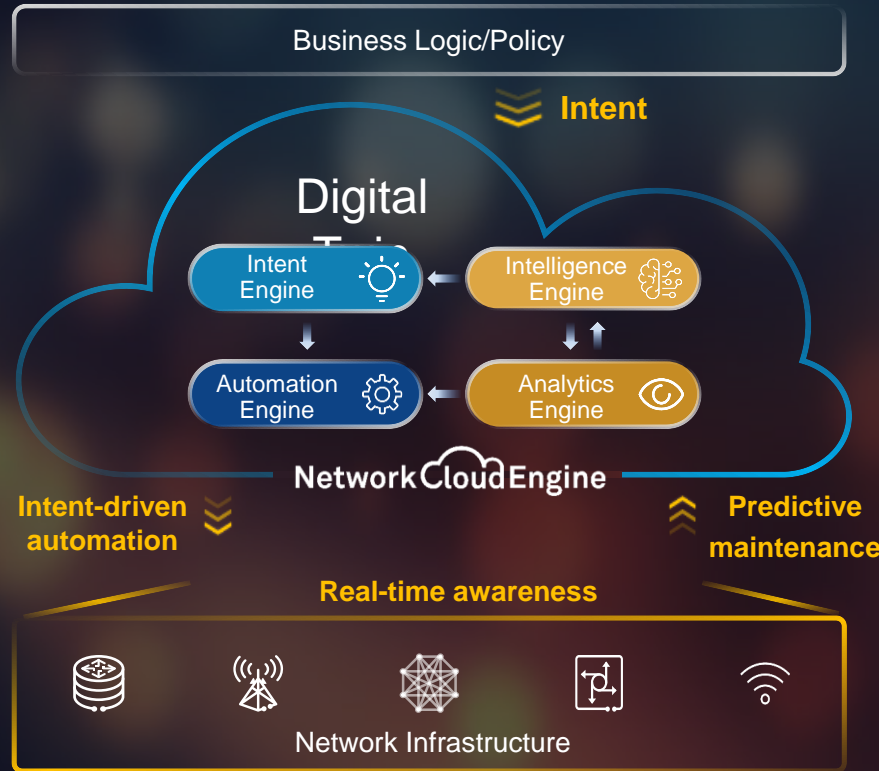 Business Logic/Policy
Intent
Digital
Intent
Engine
Intelligence
Engine
Automation
Engine
Analytics
Engine
NetworkCloudEngine
Intent-driven
automation
Predictive
maintenance
Real-time awareness
Network Infrastructure